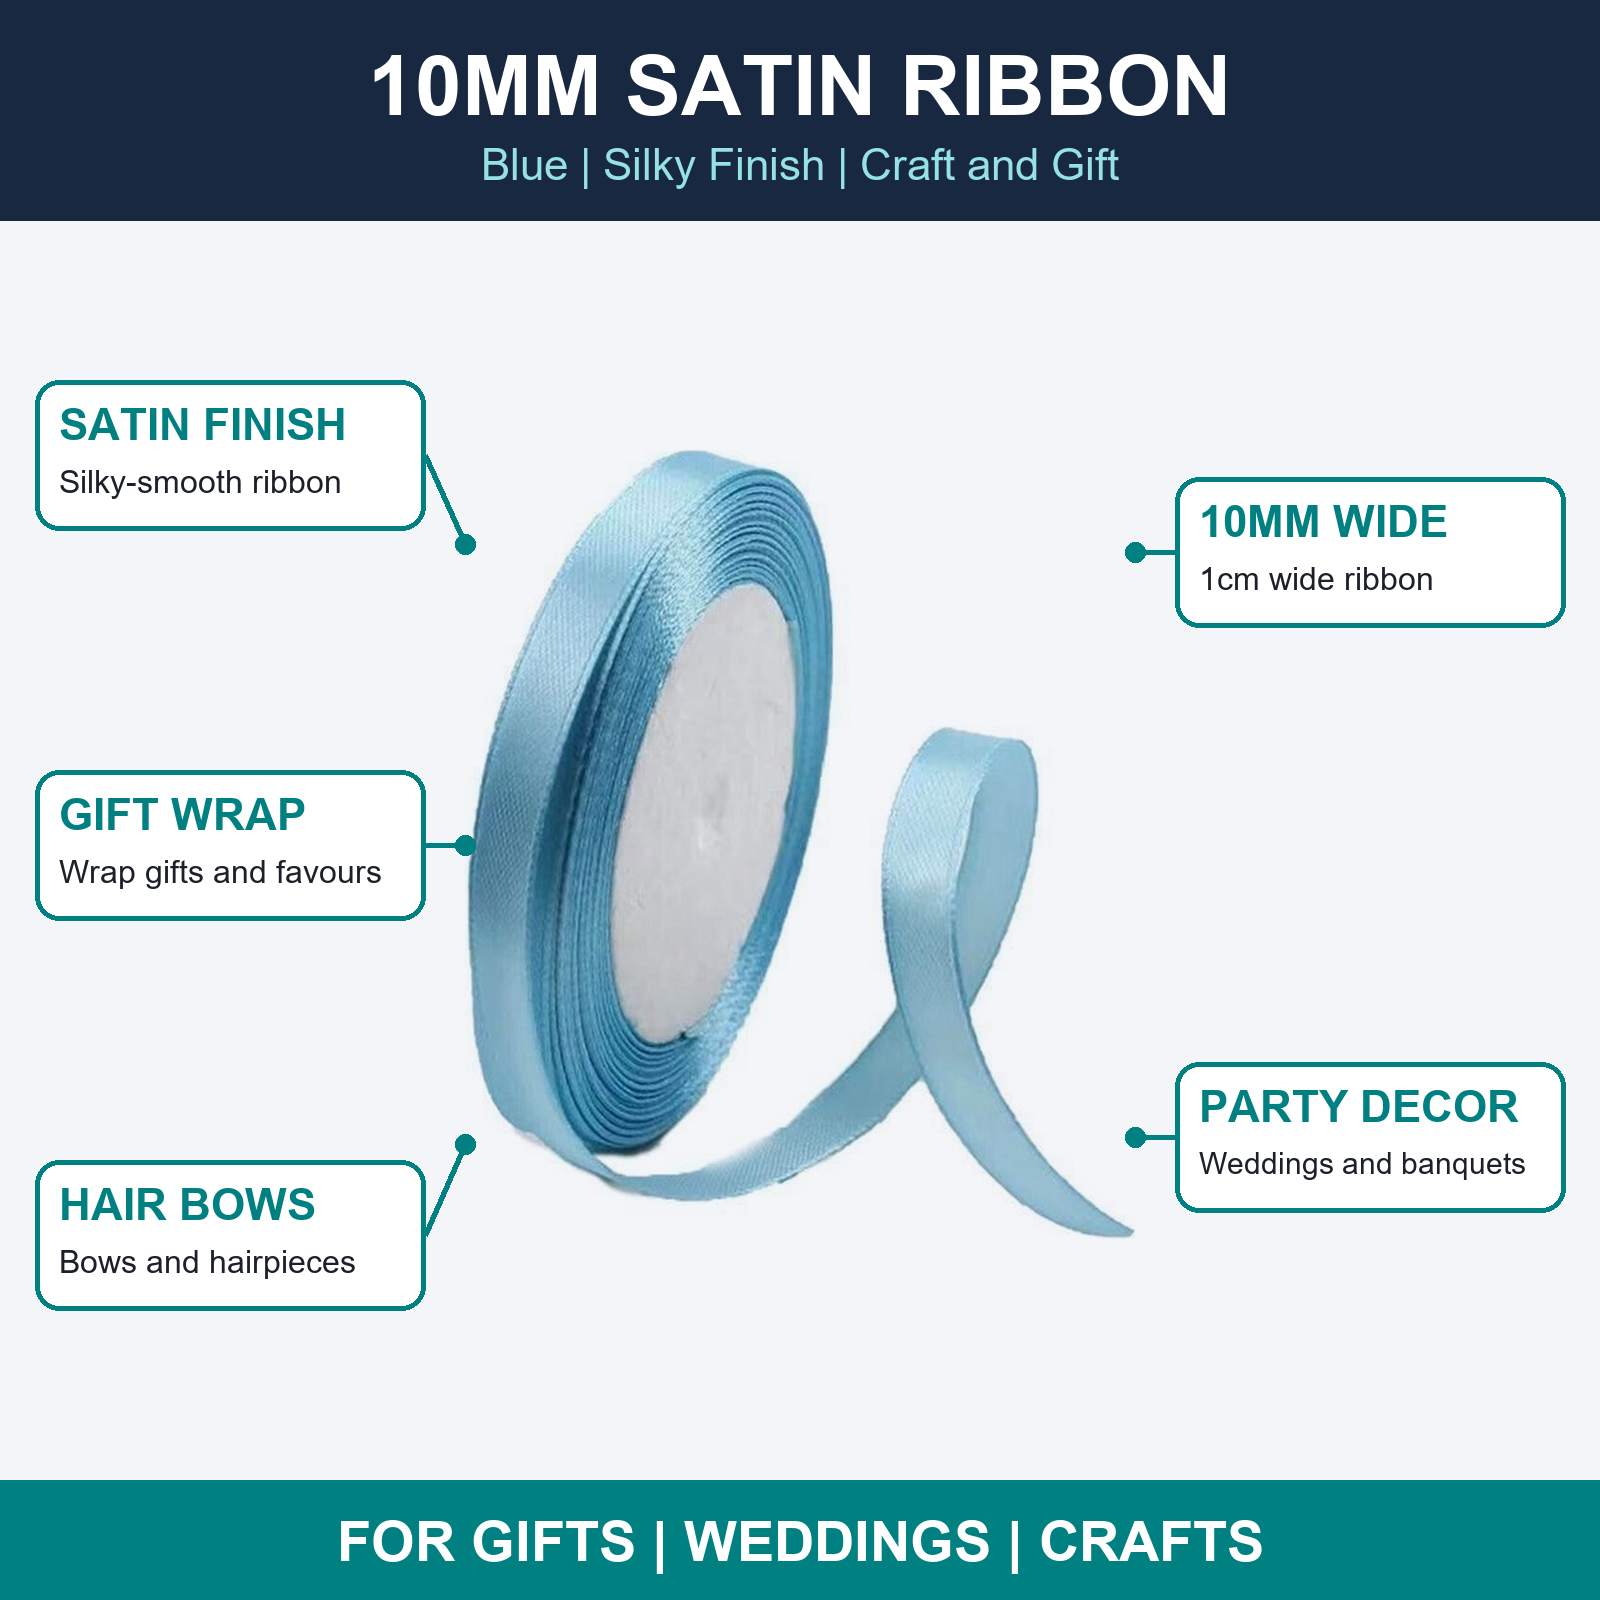 10MM SATIN RIBBON
Blue | Silky Finish | Craft and Gift
SATIN FINISH
Silky-smooth ribbon
10MM WIDE
1cm wide ribbon
GIFT WRAP
Wrap gifts and favours
PARTY DECOR
Weddings and banquets
HAIR BOWS
Bows and hairpieces
FOR GIFTS | WEDDINGS | CRAFTS